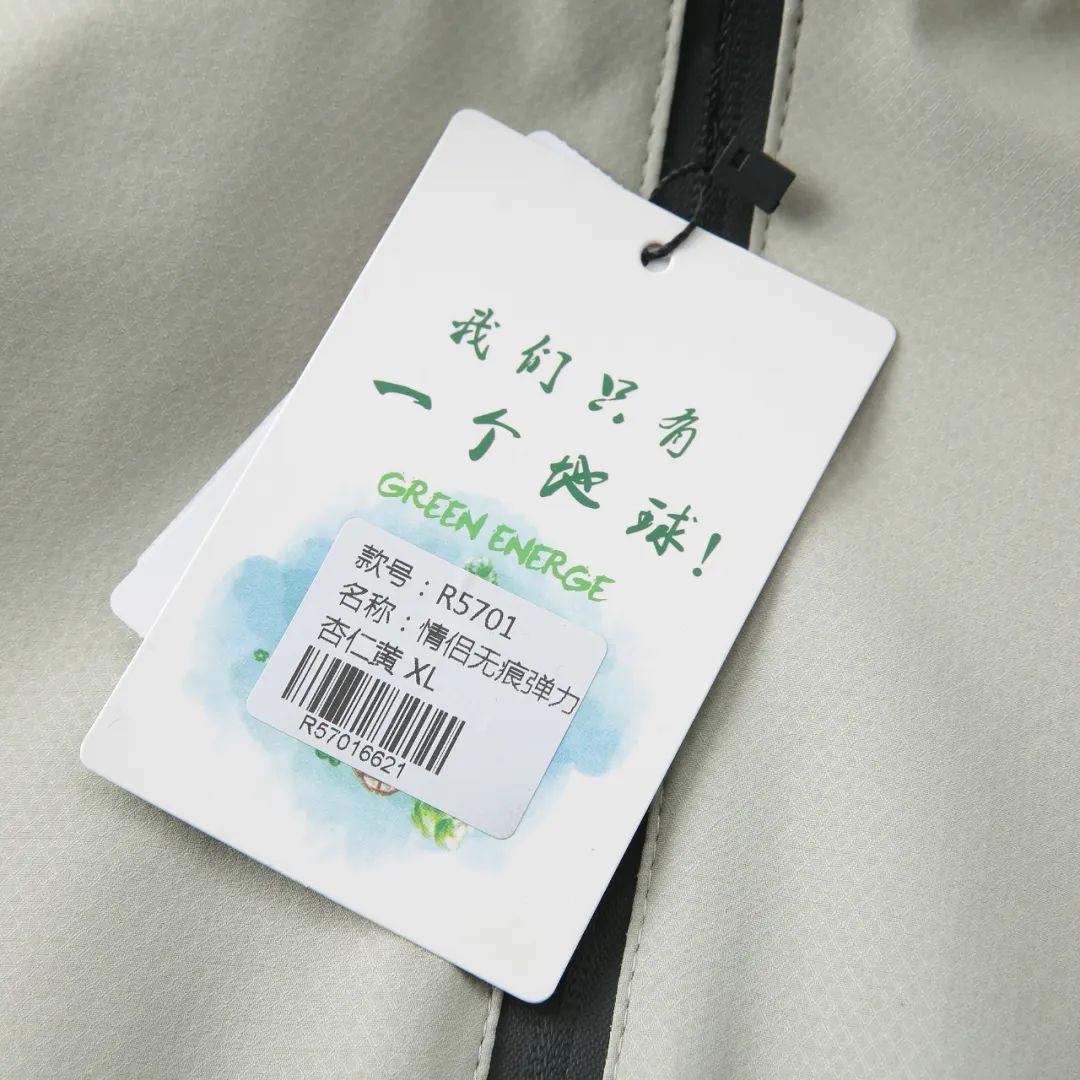 我们只有
一个地球!
GREEN ENERGE
款号：R5701
名称：情侣无痕弹力
杏仁黄 XL
R57016621